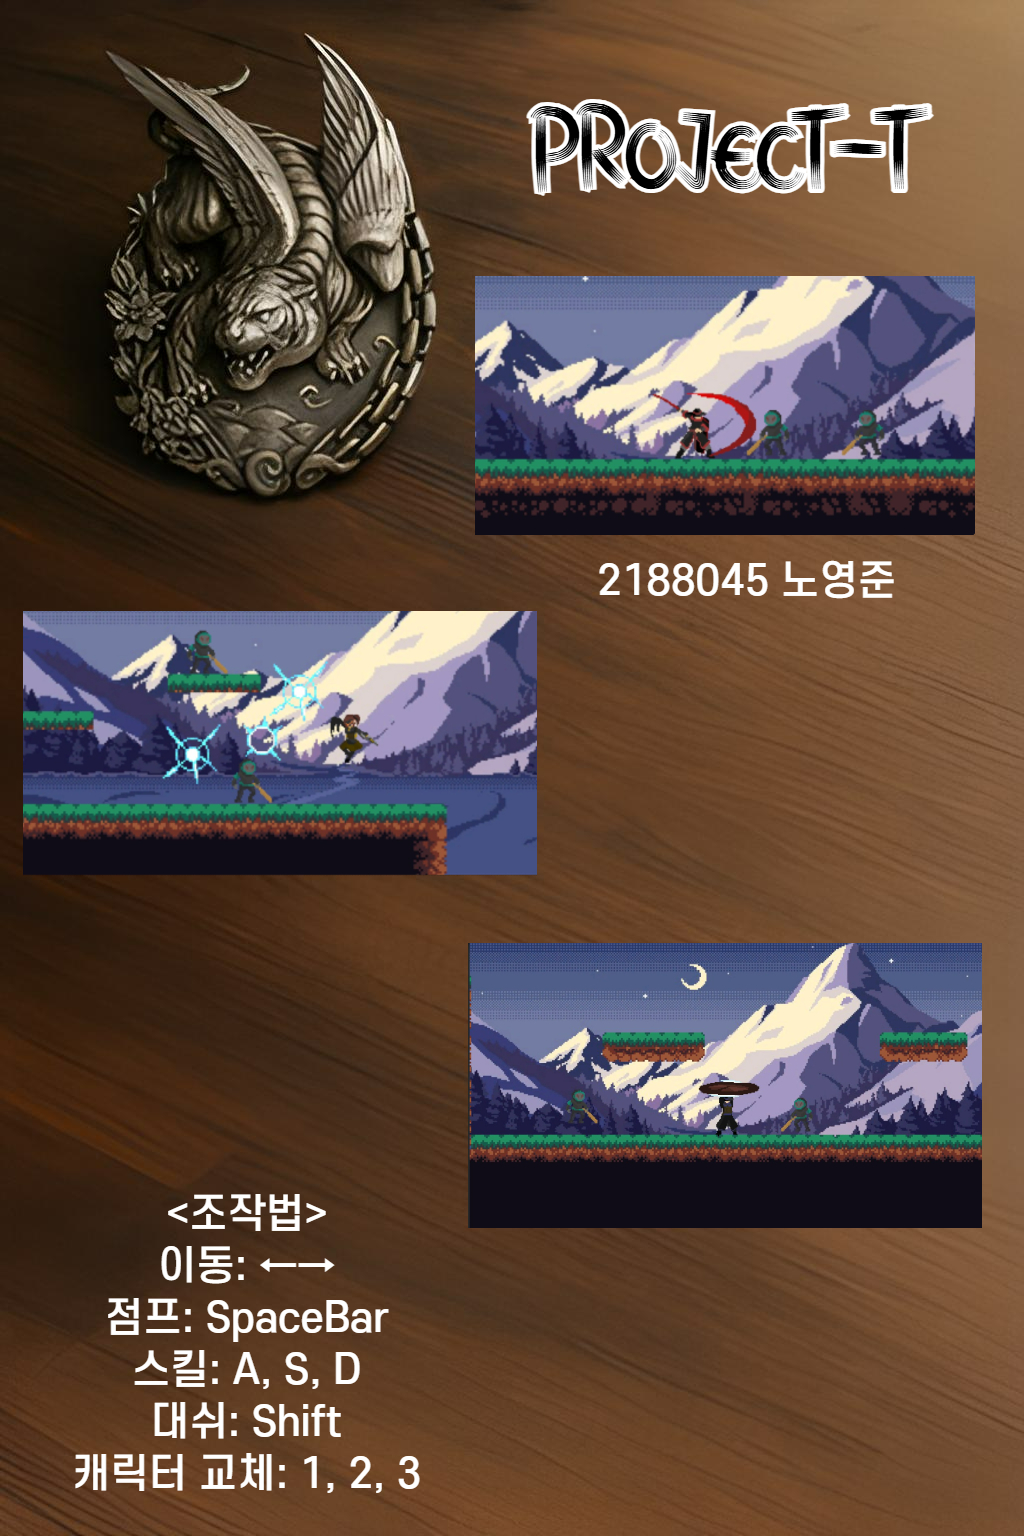 PROJECT-T
2188045 노영준
<조작법>
이동: ←→
점프: SpaceBar
스킬: A, S, D
대쉬: Shift
캐릭터 교체: 1, 2, 3